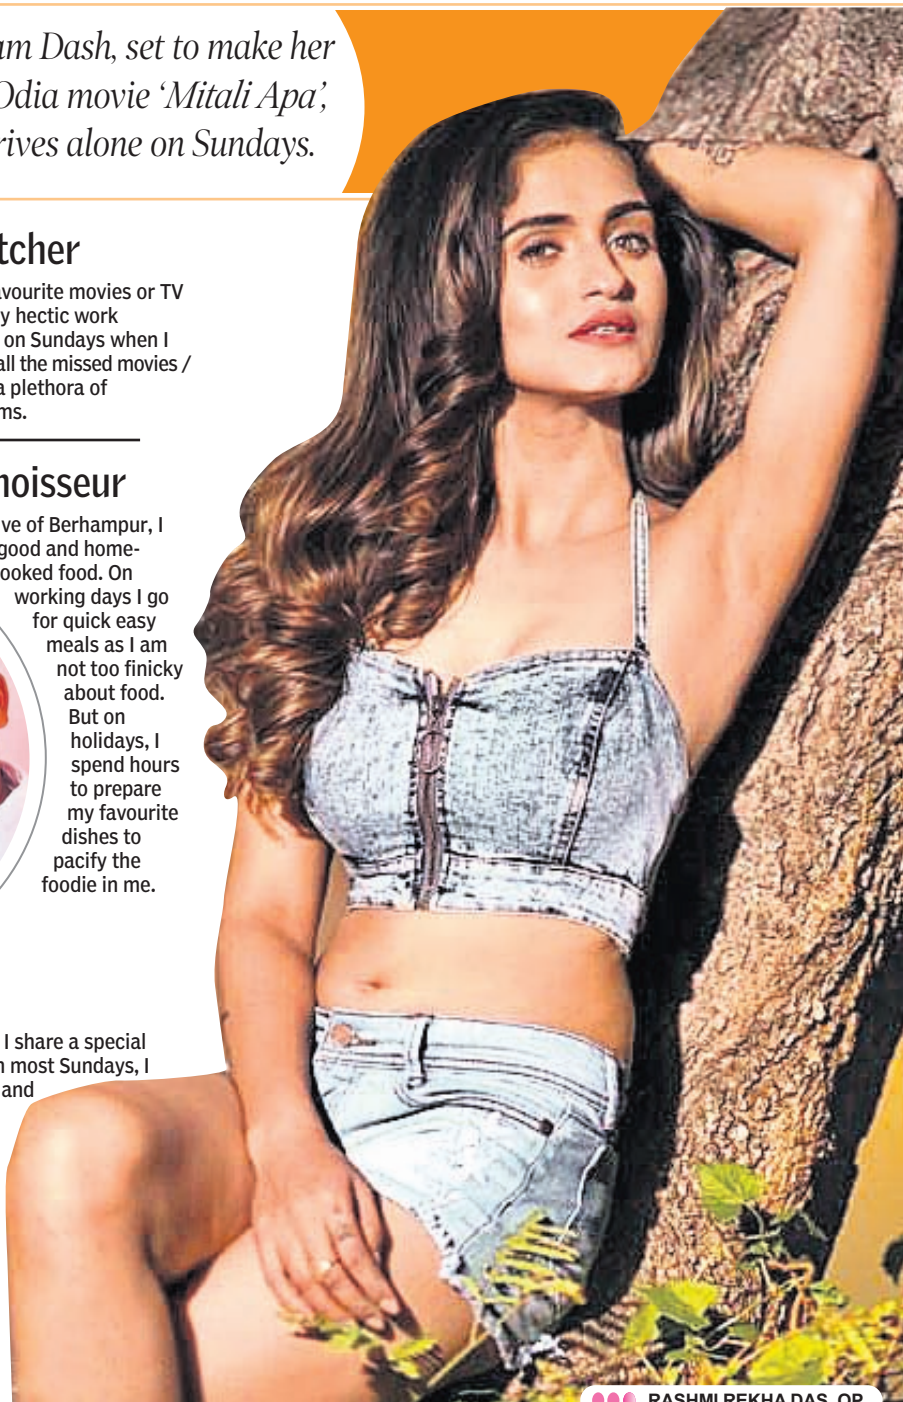 am Dash, set to make her
Odia movie ‘Mitali Apa’,
rives alone on Sundays.
tcher
avourite movies or TV
y hectic work
on Sundays when I
all the missed movies /
a plethora of
ms.
noisseur
ve of Berhampur, I
good and home-
ooked food. On
working days I go
for quick easy
meals as I am
not too finicky
about food.
But on
holidays, I
spend hours
to prepare
my favourite
dishes to
pacify the
foodie in me.
I share a special
n most Sundays, I
and
RASHMI REKHA DAS, OP